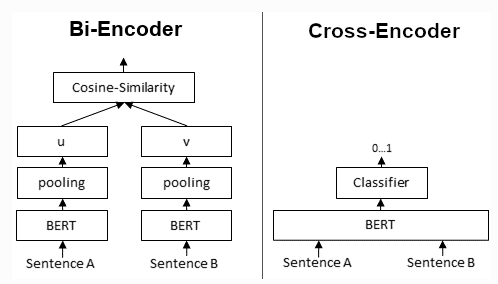 Bi-Encoder
Cosine-Similarity
u
v
pooling
pooling
BERT
BERT
Sentence A
Sentence B
Cross-Encoder
0...1
Classifier
BERT
Sentence A
Sentence B